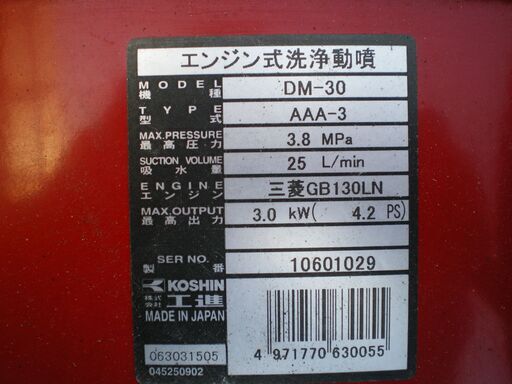 エンジン式洗浄動噴
MODEL 機種 DM-30
TYPE 型式 AAA-3
MAX.PRESSURE 最高圧力 3.8 MPa
SUCTION VOLUME 吸水量 25 L/min
ENGINE エンジン 三菱GB130LN
MAX.OUTPUT 最高出力 3.0 kW( 4.2 PS)
SER NO. 製番 10601029
KOSHIN
株式会社 工進
MADE IN JAPAN
063031505
045250902
4 971770 630055